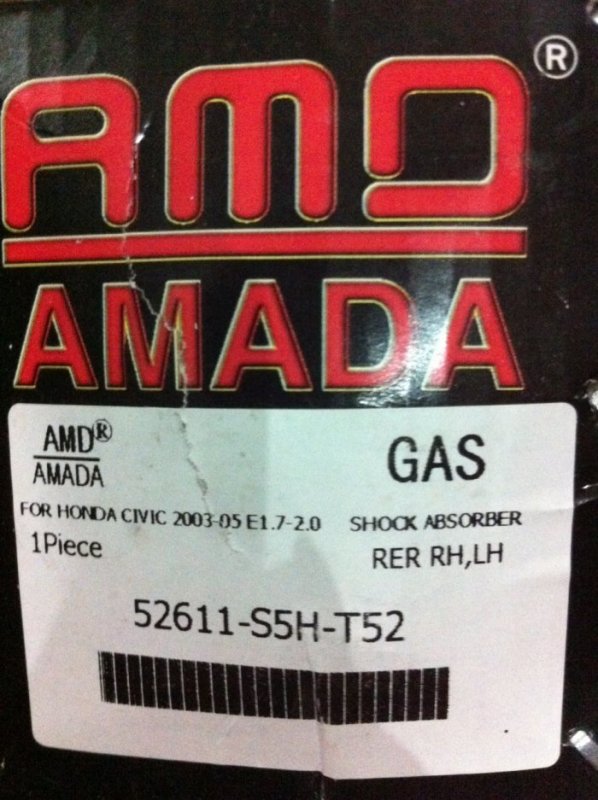 AMD®
AMADA
AMD®
AMADA
GAS
FOR HONDA CIVIC 2003-05 E1.7-2.0
SHOCK ABSORBER
1Piece
RER RH,LH
52611-S5H-T52